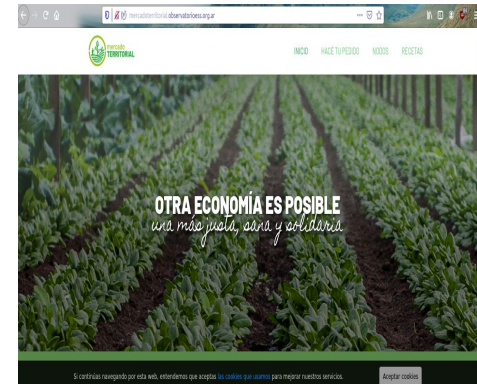 mercadoterritorial.observatorioess.org.ar
mercado
TERRITORIAL
INICIO HACÉ TU PEDIDO NODOS RECETAS
OTRA ECONOMÍA ES POSIBLE
una más justa, sana y solidaria
Si continúas navegando por esta web, entendemos que aceptas las cookies que usamos para mejorar nuestros servicios. Aceptar cookies